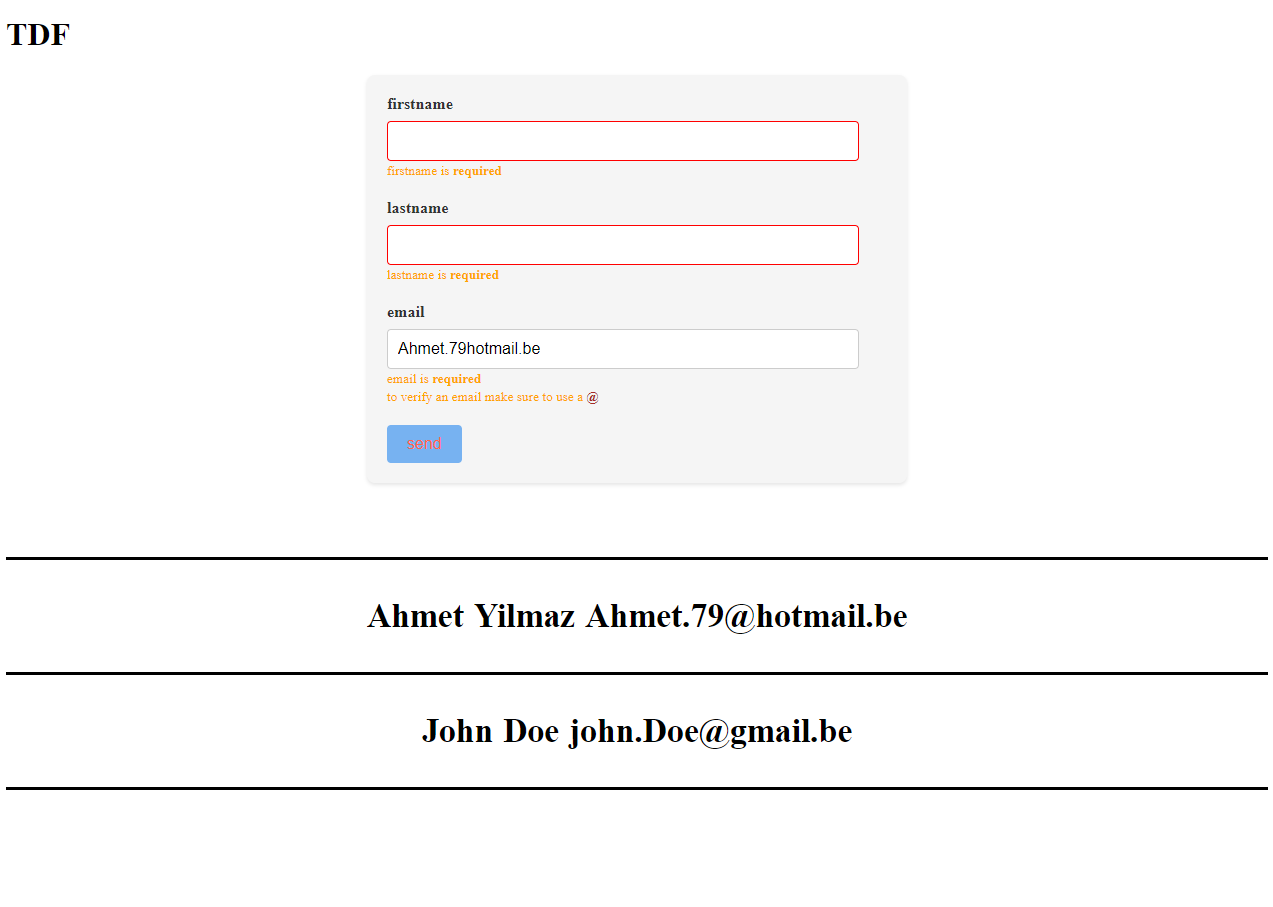 TDF
firstname
firstname is required
lastname
lastname is required
email
Ahmet.79hotmail.be
email is required
to verify an email make sure to use a @
send
Ahmet Yilmaz Ahmet.79@hotmail.be
John Doe john.Doe@gmail.be